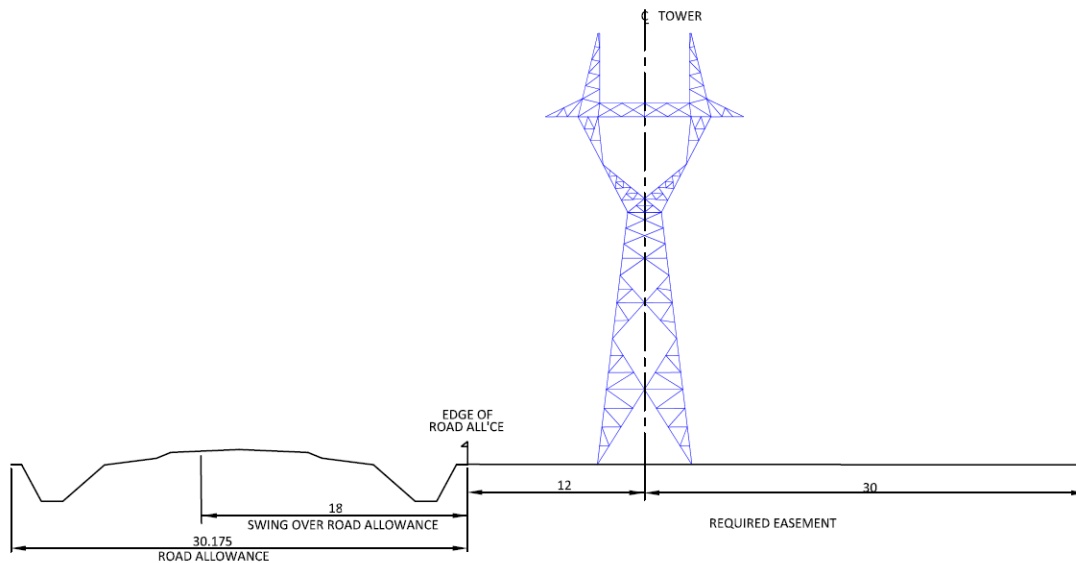 ℄ TOWER
EDGE OF
ROAD ALL'CE
12
30
18
SWING OVER ROAD ALLOWANCE
REQUIRED EASEMENT
30.175
ROAD ALLOWANCE